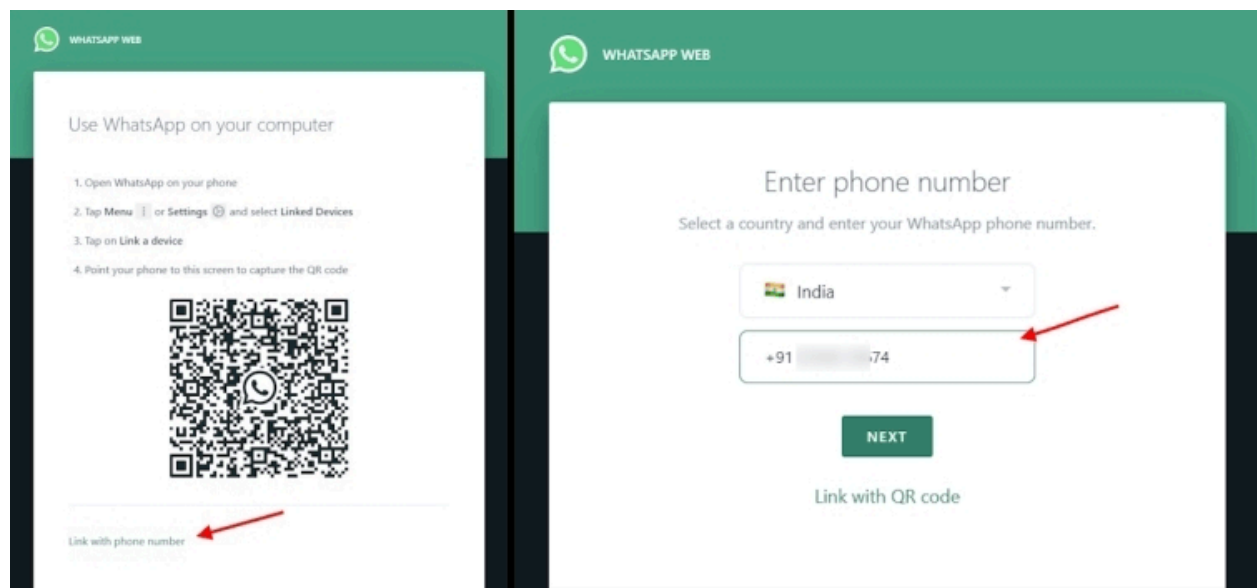 WHATSAPP WEB
Use WhatsApp on your computer
1. Open WhatsApp on your phone
2. Tap Menu or Settings and select Linked Devices
3. Tap on Link a device
4. Point your phone to this screen to capture the QR code
Link with phone number
WHATSAPP WEB
Enter phone number
Select a country and enter your WhatsApp phone number.
India
+91 74
NEXT
Link with QR code